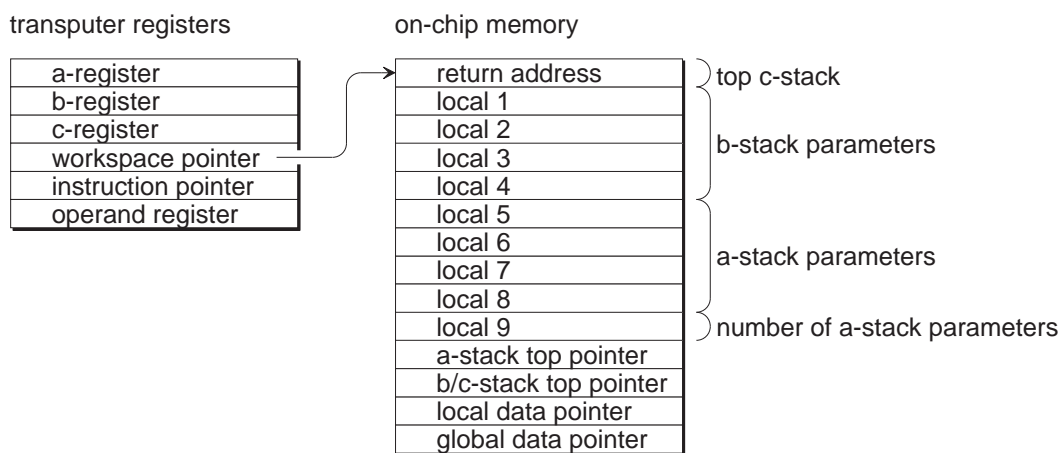 transputer registers
a-register
b-register
c-register
workspace pointer
instruction pointer
operand register
on-chip memory
return address
local 1
local 2
local 3
local 4
local 5
local 6
local 7
local 8
local 9
a-stack top pointer
b/c-stack top pointer
local data pointer
global data pointer
top c-stack
b-stack parameters
a-stack parameters
number of a-stack parameters